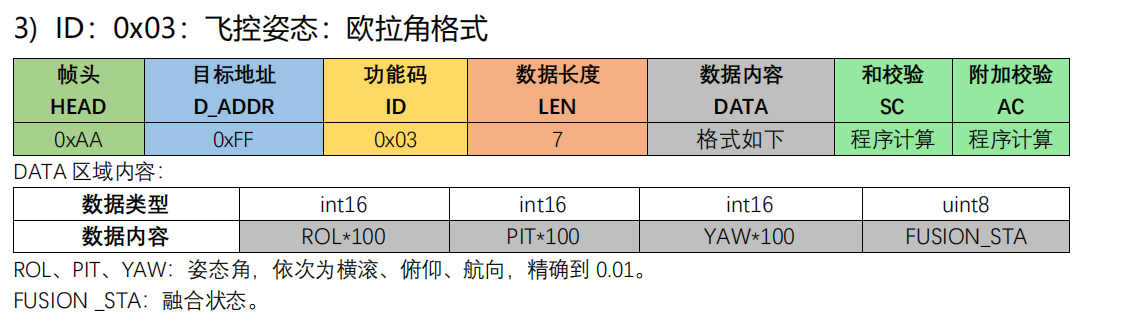 3）ID：0x03：飞控姿态：欧拉角格式
帧头 目标地址 功能码 数据长度 数据内容 和校验 附加校验
HEAD D_ADDR ID LEN DATA SC AC
0xAA 0xFF 0x03 7 格式如下 程序计算 程序计算
DATA 区域内容：
数据类型 int16 int16 int16 uint8
数据内容 ROL*100 PIT*100 YAW*100 FUSION_STA
ROL、PIT、YAW：姿态角，依次为横滚、俯仰、航向，精确到 0.01。
FUSION _STA：融合状态。